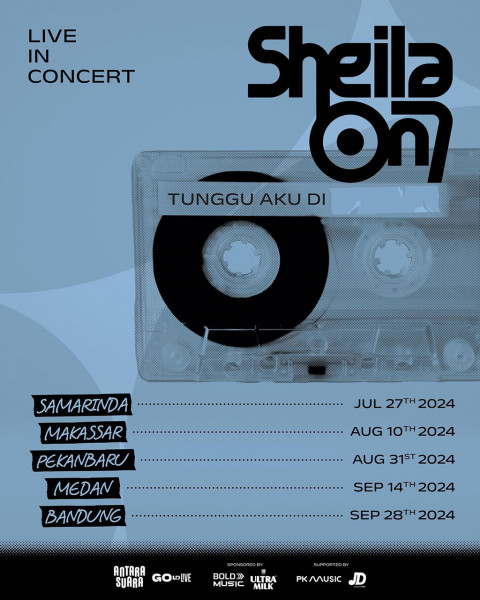 LIVE
IN
CONCERT
Sheila
On7
TUNGGU AKU DI
SAMARINDA JUL 27TH 2024
MAKASSAR AUG 10TH 2024
PEKANBARU AUG 31ST 2024
MEDAN SEP 14TH 2024
BANDUNG SEP 28TH 2024
SPONSORED BY SUPPORTED BY
ANTARA SUARA GOLDLIVE BOLD MUSIC ULTRA MILK PK MUSIC JD